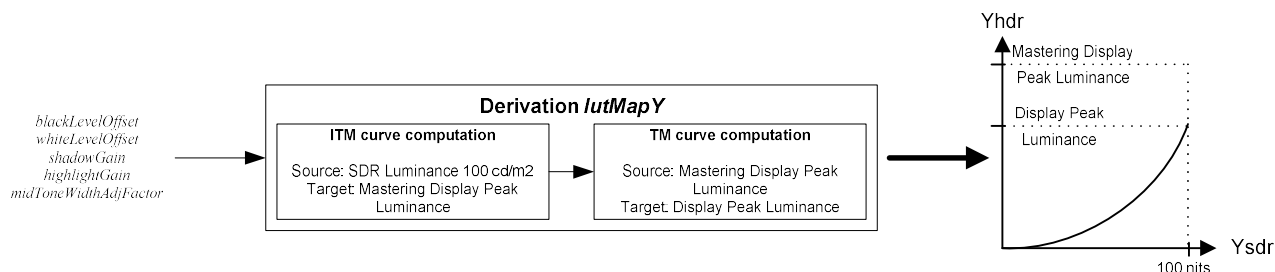 blackLevelOffset
whiteLevelOffset
shadowGain
highlightGain
midToneWidthAdjFactor
Derivation lutMapY
ITM curve computation
Source: SDR Luminance 100 cd/m2
Target: Mastering Display Peak
Luminance
TM curve computation
Source: Mastering Display Peak
Luminance
Target: Display Peak Luminance
Yhdr
Mastering Display
Peak Luminance
Display Peak
Luminance
Ysdr
100 nits